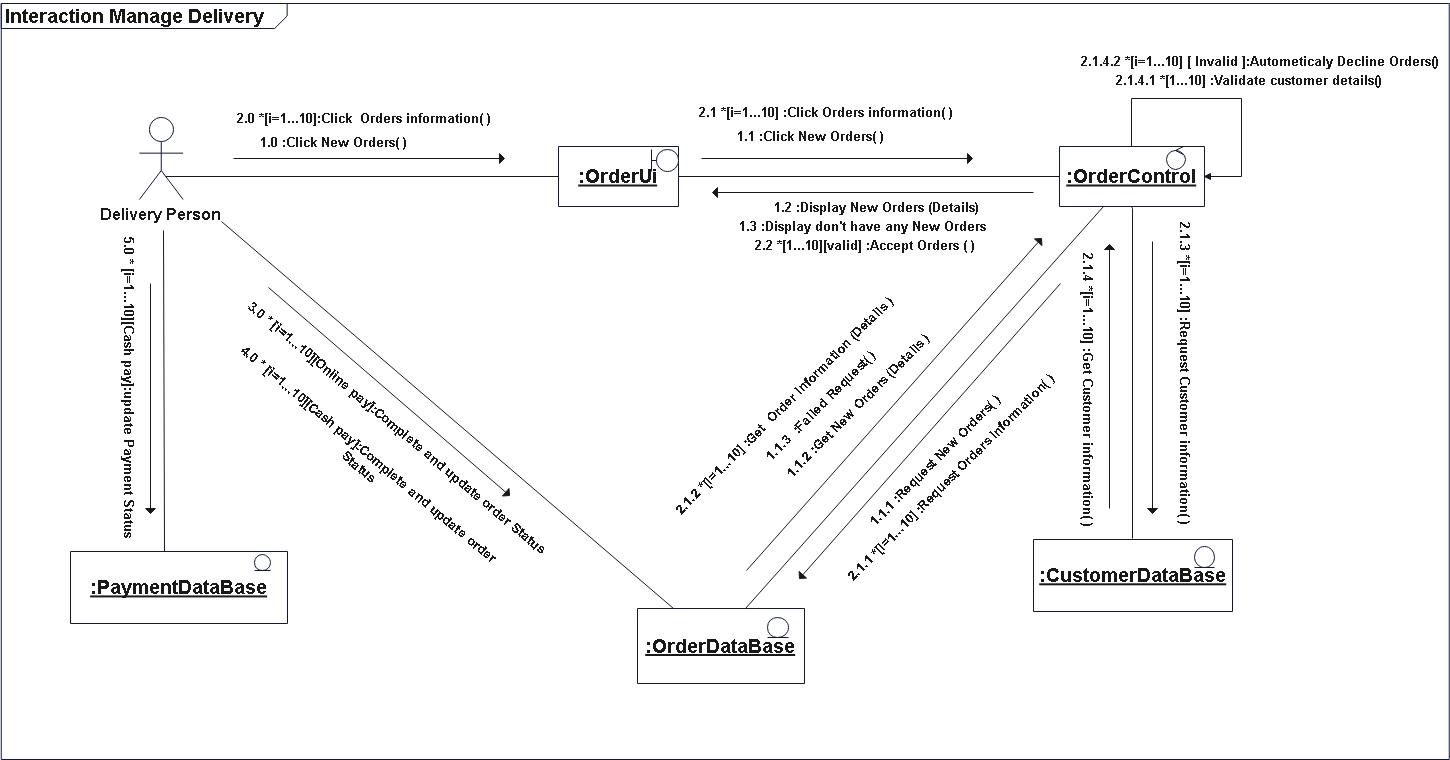 Interaction Manage Delivery
2.1.4.2 *[i=1...10] [ Invalid ]:Autometicaly Decline Orders()
2.1.4.1 *[1...10] :Validate customer details()
2.0 *[i=1...10]:Click  Orders information( )
1.0 :Click New Orders( )
2.1 *[i=1...10] :Click Orders information( )
1.1 :Click New Orders( )
:OrderUi
:OrderControl
Delivery Person
1.2 :Display New Orders (Details)
1.3 :Display don't have any New Orders
2.2 *[1...10][valid] :Accept Orders ( )
5.0 * [i=1...10][Cash pay]:update Payment Status
3.0 *[i=1...10][Online pay]:Complete and update order Status
4.0 *[i=1...10][Cash pay]:Complete and update order
Status
2.1.2 *[i=1...10] :Get  Order Information (Details )
1.1.3  :Failed Request( )
1.1.2 :Get New Orders (Details )
1.1.1 :Request New Orders( )
2.1.1 *[i=1...10] :Request Orders Information( )
2.1.4 *[i=1...10] :Get Customer information( )
2.1.3 *[i=1...10] :Request Customer information( )
:PaymentDataBase
:OrderDataBase
:CustomerDataBase